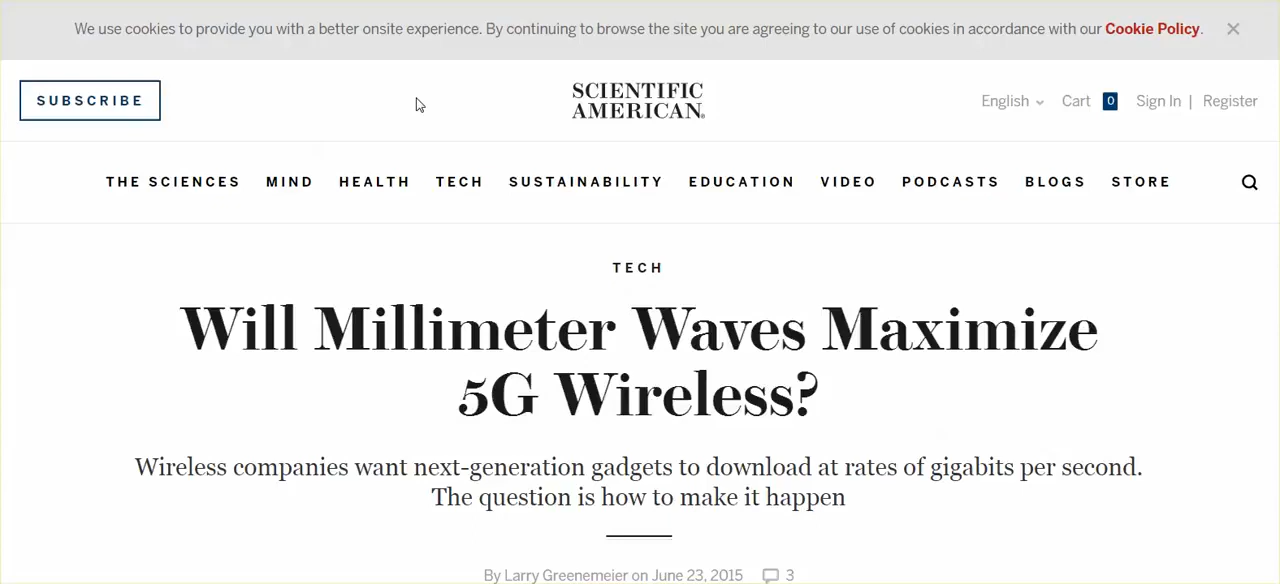 We use cookies to provide you with a better onsite experience. By continuing to browse the site you are agreeing to our use of cookies in accordance with our Cookie Policy.
SUBSCRIBE
SCIENTIFIC
AMERICAN®
English Cart 0 Sign In | Register
THE SCIENCES MIND HEALTH TECH SUSTAINABILITY EDUCATION VIDEO PODCASTS BLOGS STORE
TECH
Will Millimeter Waves Maximize
5G Wireless?
Wireless companies want next-generation gadgets to download at rates of gigabits per second.
The question is how to make it happen
By Larry Greenemeier on June 23, 2015 3